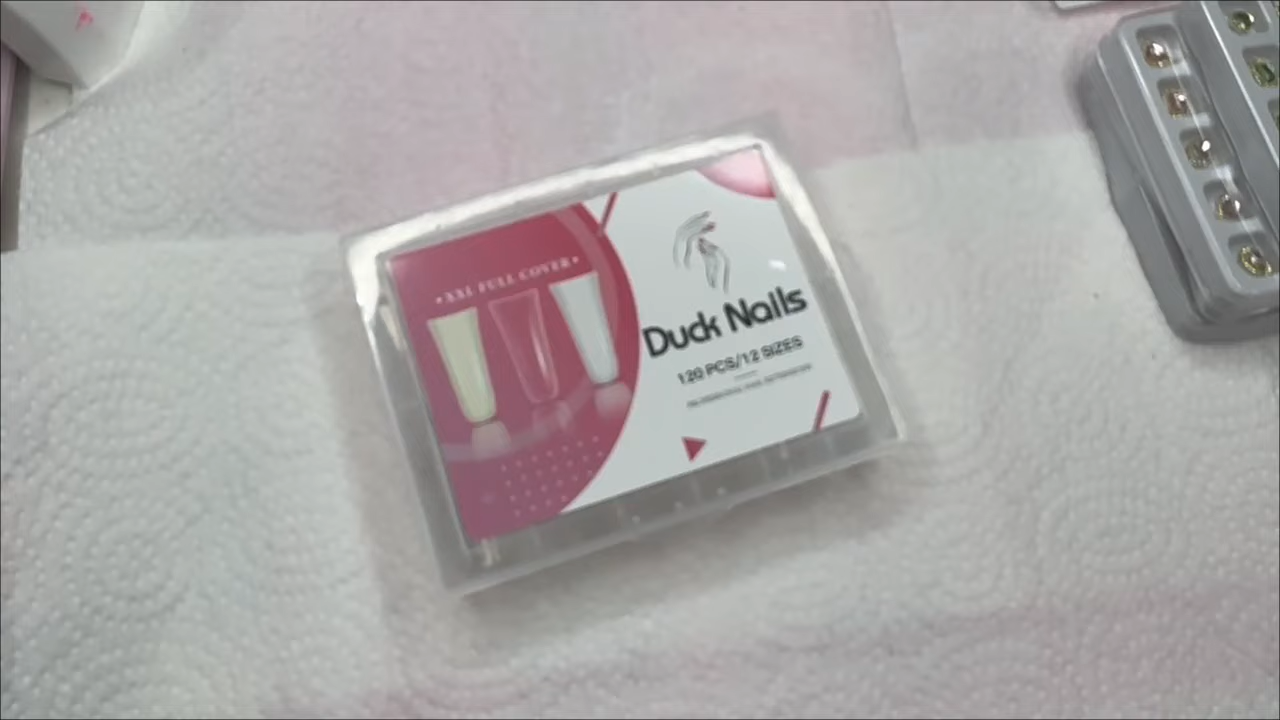 • XXL FULL COVER •
Duck Nails
120 PCS/12 SIZES